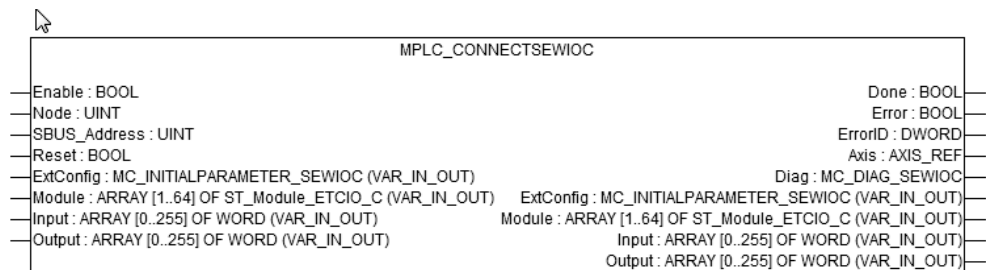 MPLC_CONNECTSEWIOC
Enable : BOOL
Node : UINT
SBUS_Address : UINT
Reset : BOOL
ExtConfig : MC_INITIALPARAMETER_SEWIOC (VAR_IN_OUT)
Module : ARRAY [1..64] OF ST_Module_ETCIO_C (VAR_IN_OUT)
Input : ARRAY [0..255] OF WORD (VAR_IN_OUT)
Output : ARRAY [0..255] OF WORD (VAR_IN_OUT)
Done : BOOL
Error : BOOL
ErrorID : DWORD
Axis : AXIS_REF
Diag : MC_DIAG_SEWIOC
ExtConfig : MC_INITIALPARAMETER_SEWIOC (VAR_IN_OUT)
Module : ARRAY [1..64] OF ST_Module_ETCIO_C (VAR_IN_OUT)
Input : ARRAY [0..255] OF WORD (VAR_IN_OUT)
Output : ARRAY [0..255] OF WORD (VAR_IN_OUT)